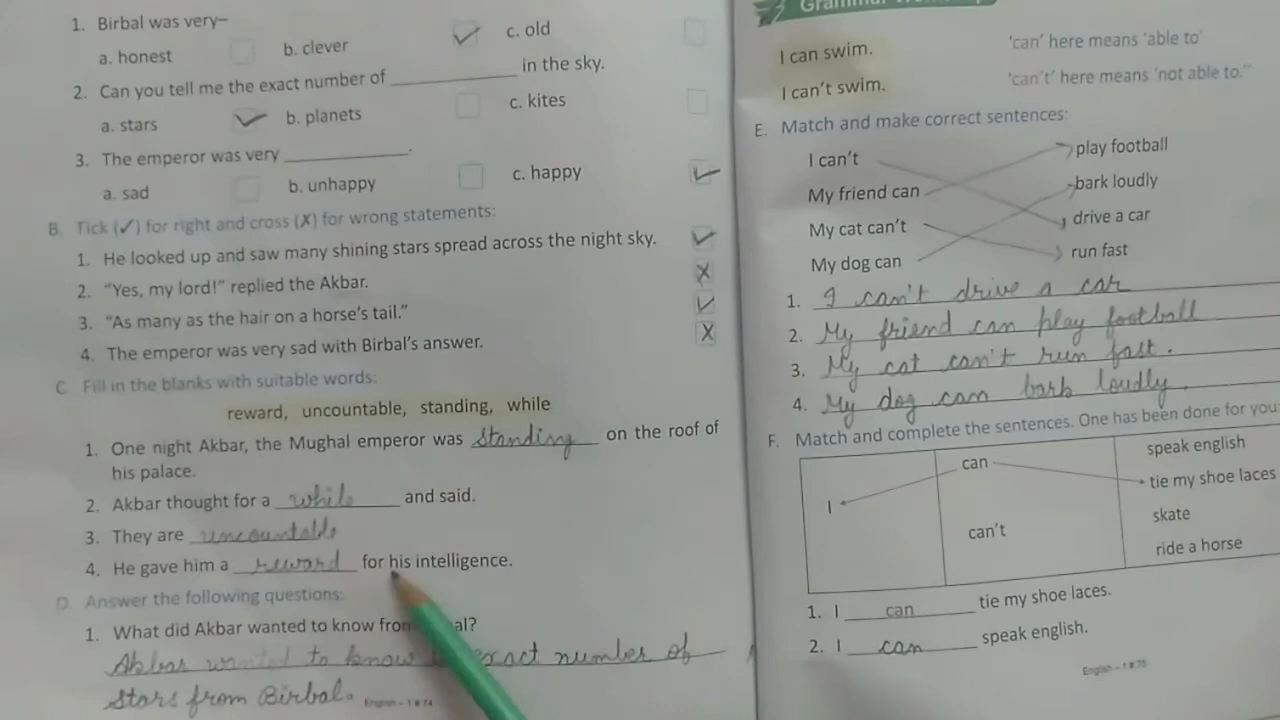 1. Birbal was very–
a. honest b. clever ✓ c. old
2. Can you tell me the exact number of ____________ in the sky.
a. stars ✓ b. planets c. kites
3. The emperor was very ____________.
a. sad b. unhappy c. happy ✓
B. Tick (✓) for right and cross (✗) for wrong statements:
1. He looked up and saw many shining stars spread across the night sky. ✓
2. “Yes, my lord!” replied the Akbar. ✗
3. “As many as the hair on a horse’s tail.” ✓
4. The emperor was very sad with Birbal’s answer. ✗
C. Fill in the blanks with suitable words:
reward, uncountable, standing, while
1. One night Akbar, the Mughal emperor was standing on the roof of
his palace.
2. Akbar thought for a while and said.
3. They are uncountable
4. He gave him a reward for his intelligence.
D. Answer the following questions:
1. What did Akbar wanted to know from
Akbar wanted to know exact number of
stars from Birbal.
English – 1 # 74
I can swim. ‘can’ here means ‘able to’
I can’t swim. ‘can’t’ here means ‘not able to.”
E. Match and make correct sentences:
I can’t play football
My friend can bark loudly
My cat can’t drive a car
My dog can run fast
1. I can't drive a car
2. My friend can play football
3. My cat can't run fast.
4. My dog can bark loudly.
F. Match and complete the sentences. One has been done for you
can speak english
I tie my shoe laces
can’t skate
ride a horse
1. I can tie my shoe laces.
2. I can speak english.
English – 1 # 75